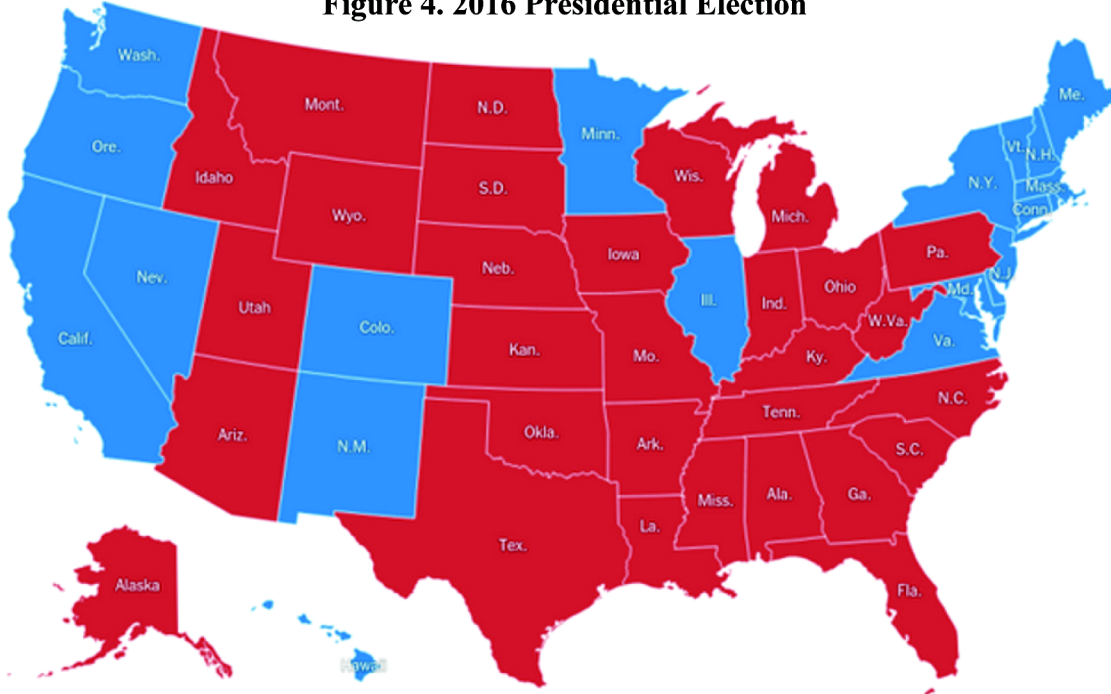 Figure 4. 2016 Presidential Election
Wash.
Mont.
N.D.
Minn.
Me.
Ore.
Idaho
S.D.
Wis.
Vt.
N.H.
Wyo.
Mich.
N.Y.
Mass.
Conn.
Nev.
Neb.
Iowa
Pa.
N.J.
Utah
Colo.
Ill.
Ind.
Ohio
Md.
Calif.
Kan.
Mo.
Ky.
W.Va.
Va.
Ariz.
N.M.
Okla.
Ark.
Tenn.
N.C.
S.C.
Miss.
Ala.
Ga.
Tex.
La.
Alaska
Fla.
Hawaii